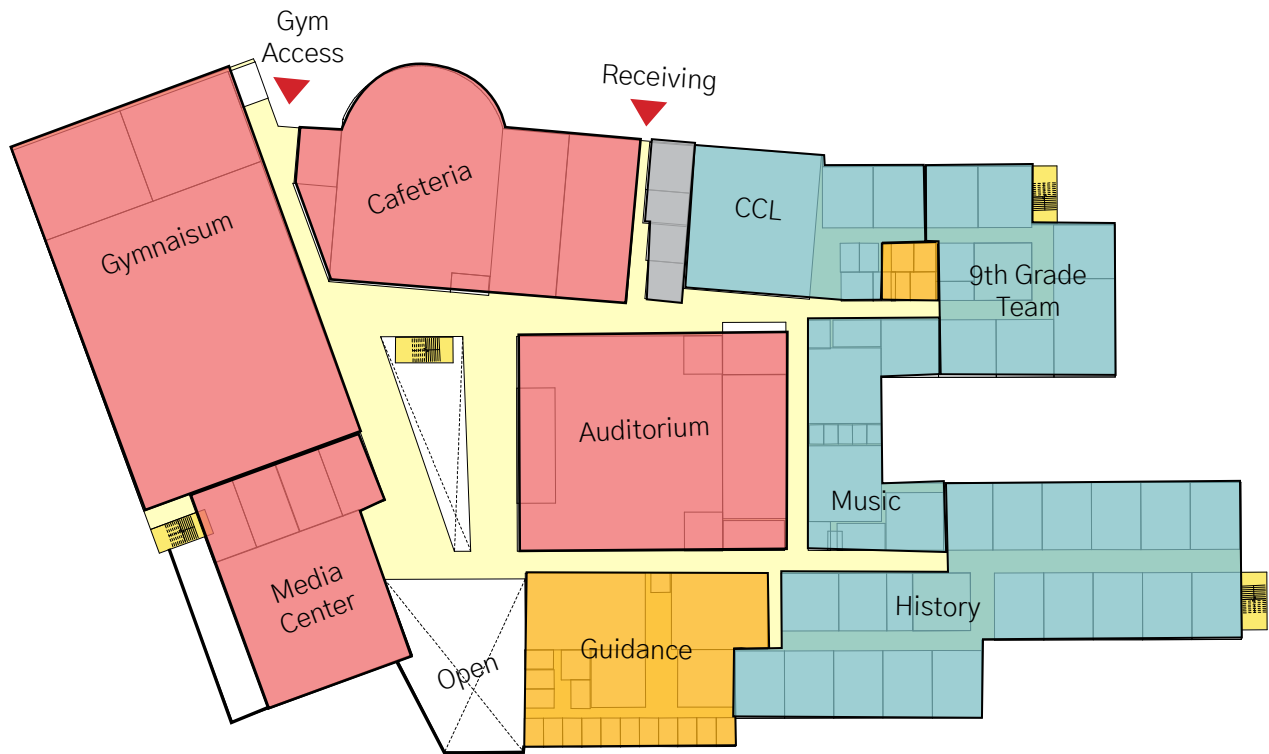 Gym
Access
Receiving
Cafeteria
CCL
Gymnaisum
9th Grade
Team
Auditorium
Music
Media
Center
History
Guidance
Open